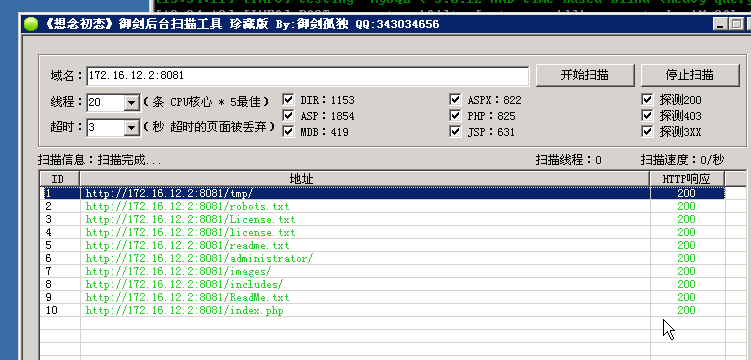 《想念初态》御剑后台扫描工具 珍藏版 By:御剑孤独 QQ:343034656
域名: 172.16.12.2:8081 开始扫描 停止扫描
线程: 20 (条 CPU核心 * 5最佳) DIR:1153 ASPX:822 探测200
ASP:1854 PHP:825 探测403
超时: 3 (秒 超时的页面被丢弃) MDB:419 JSP:631 探测3XX
扫描信息:扫描完成... 扫描线程:0 扫描速度:0/秒
ID 地址 HTTP响应
1 http://172.16.12.2:8081/tmp/ 200
2 http://172.16.12.2:8081/robots.txt 200
3 http://172.16.12.2:8081/License.txt 200
4 http://172.16.12.2:8081/license.txt 200
5 http://172.16.12.2:8081/readme.txt 200
6 http://172.16.12.2:8081/administrator/ 200
7 http://172.16.12.2:8081/images/ 200
8 http://172.16.12.2:8081/includes/ 200
9 http://172.16.12.2:8081/ReadMe.txt 200
10 http://172.16.12.2:8081/index.php 200